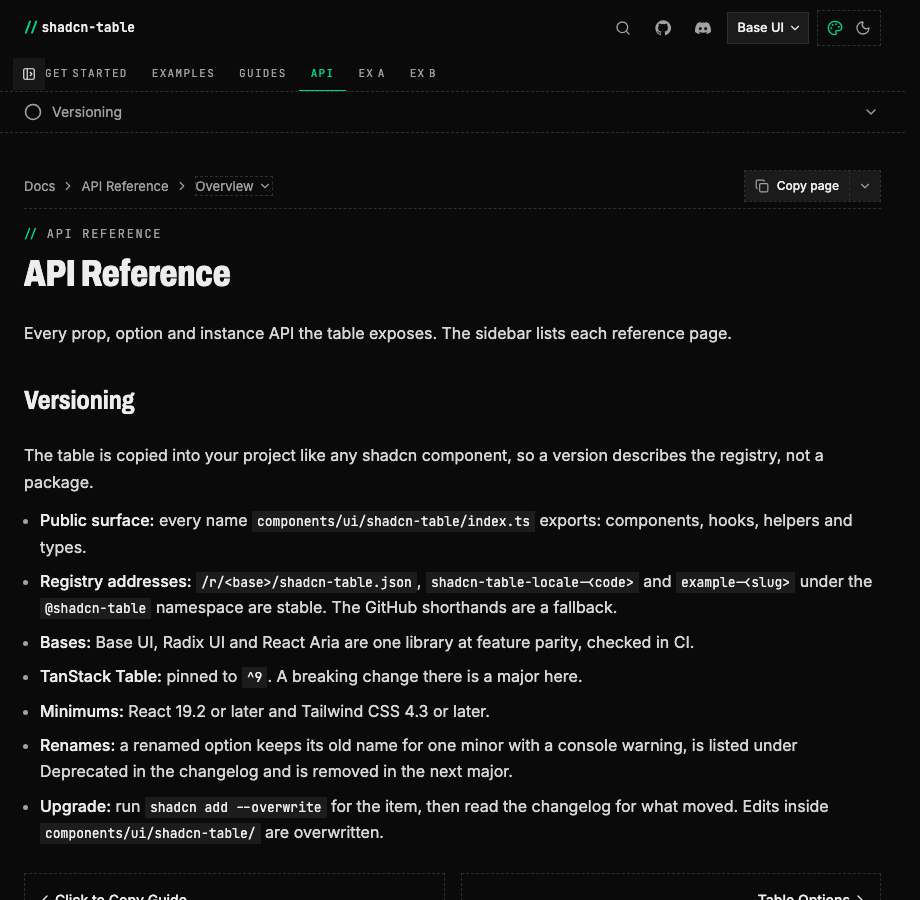 // shadcn-table
Base UI
GET STARTED EXAMPLES GUIDES API EX A EX B
Versioning
Docs > API Reference > Overview
Copy page
// API REFERENCE
API Reference
Every prop, option and instance API the table exposes. The sidebar lists each reference page.
Versioning
The table is copied into your project like any shadcn component, so a version describes the registry, not a
package.
• Public surface: every name components/ui/shadcn-table/index.ts exports: components, hooks, helpers and
types.
• Registry addresses: /r/<base>/shadcn-table.json, shadcn-table-locale-<code> and example-<slug> under the
@shadcn-table namespace are stable. The GitHub shorthands are a fallback.
• Bases: Base UI, Radix UI and React Aria are one library at feature parity, checked in CI.
• TanStack Table: pinned to ^9. A breaking change there is a major here.
• Minimums: React 19.2 or later and Tailwind CSS 4.3 or later.
• Renames: a renamed option keeps its old name for one minor with a console warning, is listed under
Deprecated in the changelog and is removed in the next major.
• Upgrade: run shadcn add --overwrite for the item, then read the changelog for what moved. Edits inside
components/ui/shadcn-table/ are overwritten.
< Click to Copy Guide
Table Options >